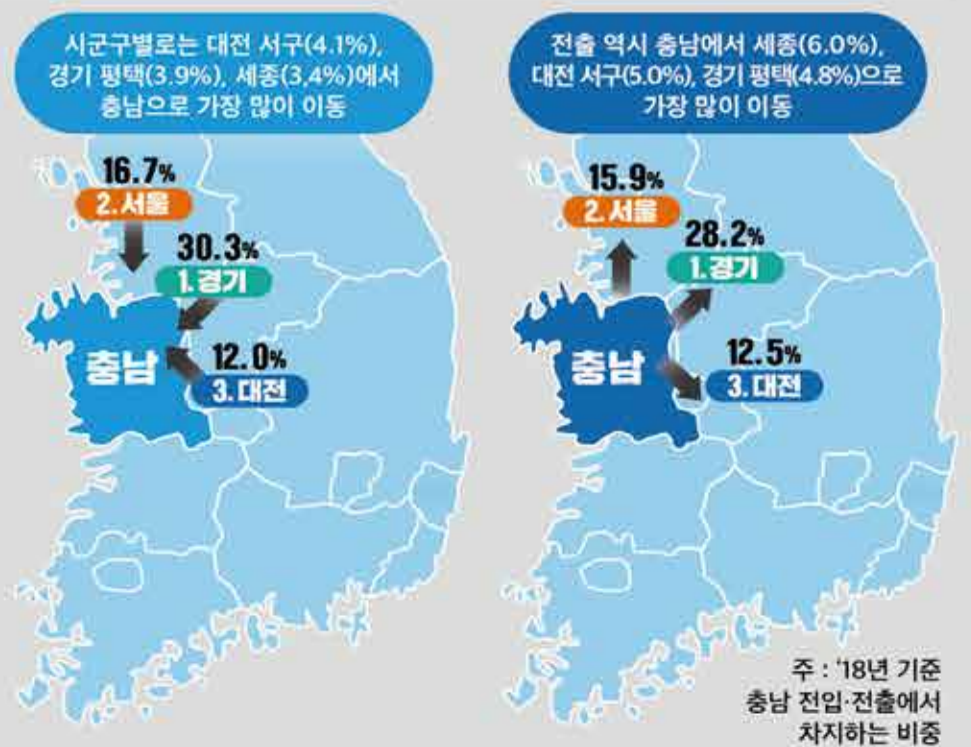 시군구별로는 대전 서구(4.1%),
경기 평택(3.9%), 세종(3.4%)에서
충남으로 가장 많이 이동
16.7%
2. 서울
30.3%
1. 경기
충남
12.0%
3. 대전
전출 역시 충남에서 세종(6.0%),
대전 서구(5.0%), 경기 평택(4.8%)으로
가장 많이 이동
15.9%
2. 서울
28.2%
1. 경기
충남
12.5%
3. 대전
주 : '18년 기준
충남 전입·전출에서
차지하는 비중